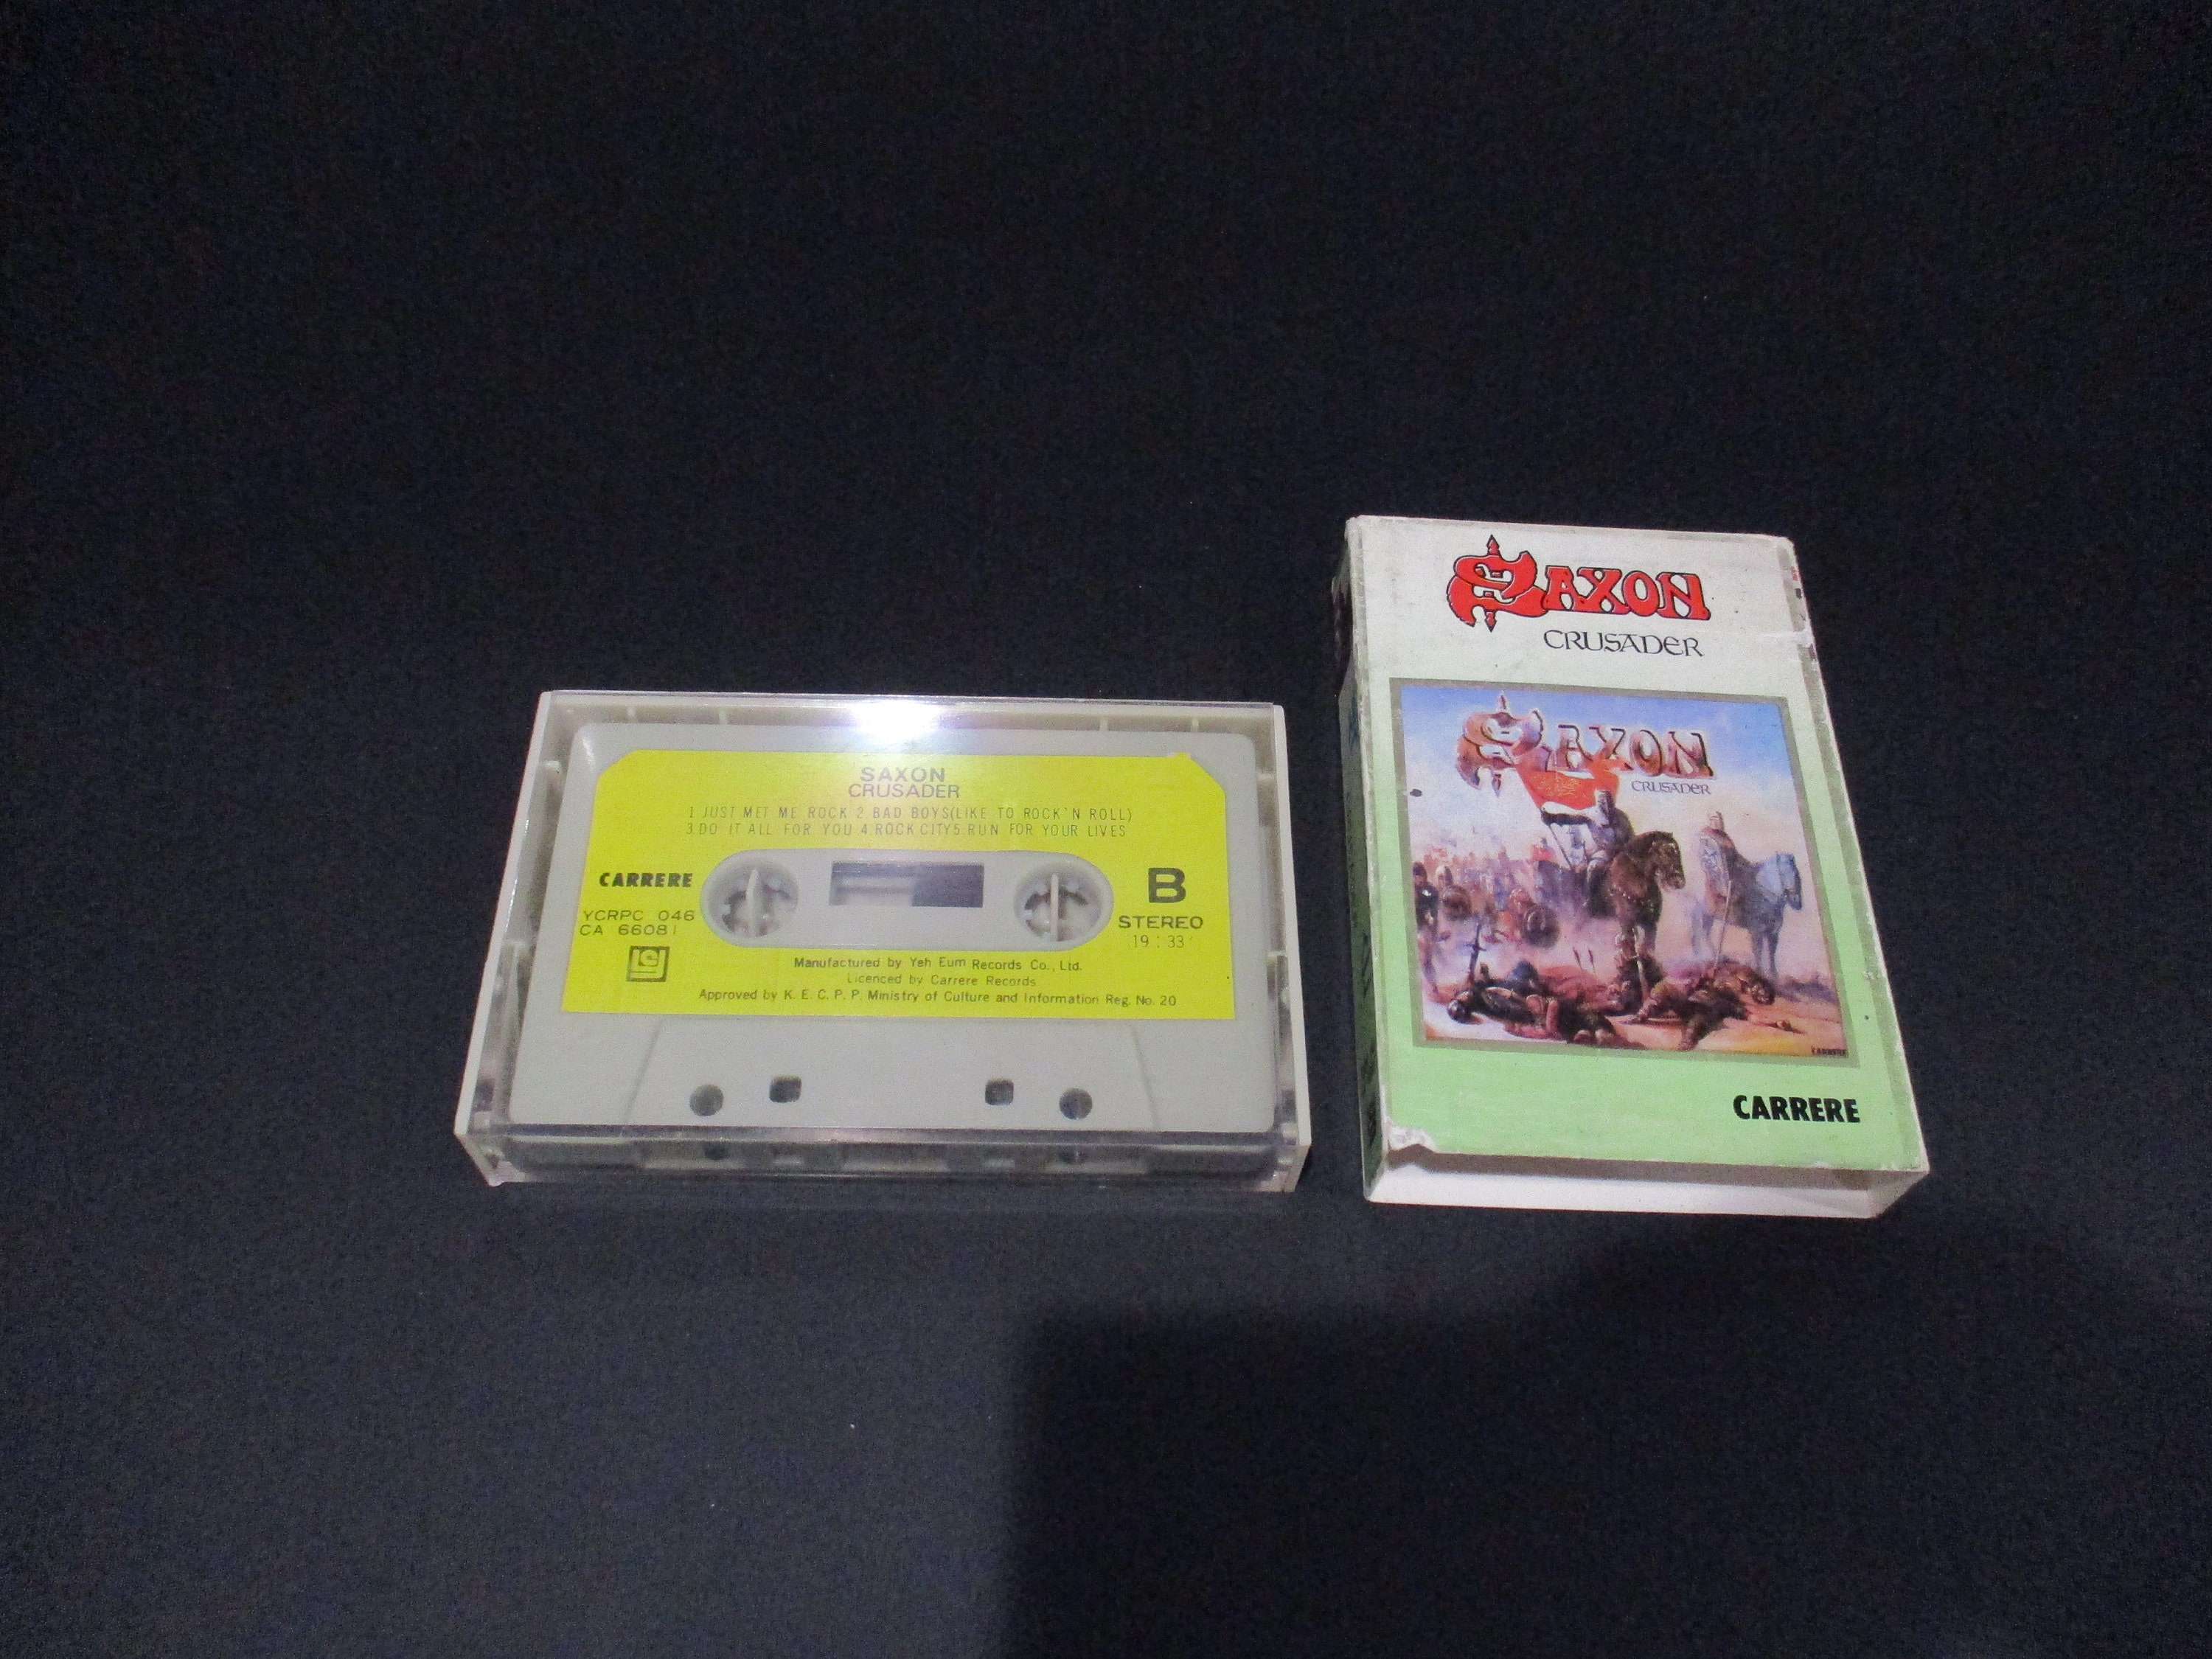 SAXON
CRUSADER
1 JUST MET ME ROCK 2 BAD BOYS(LIKE TO ROCK'N ROLL)
3 DO IT ALL FOR YOU 4.ROCK CITY5.RUN FOR YOUR LIVES
CARRERE
YCRPC 046
CA 66081
B
STEREO
19 : 33
Manufactured by Yeh Eum Records Co., Ltd.
Licenced by Carrere Records
Approved by K. E. C. P. P. Ministry of Culture and Information Reg. No. 20
SAXON
CRUSADER
SAXON
CRUSADER
CARRERE
CARRERE